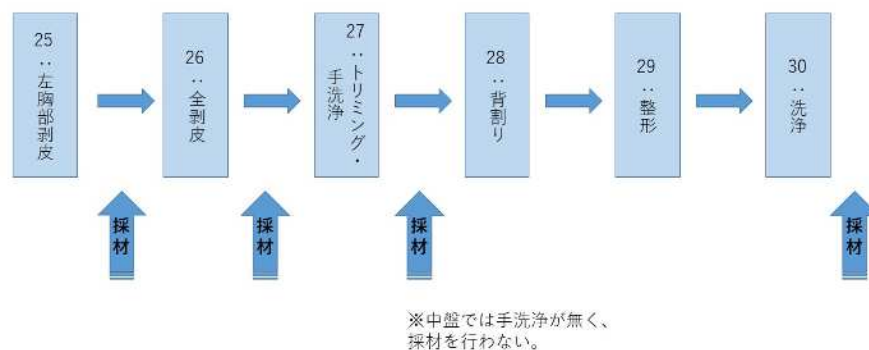 25:左胸部剥皮
26:全剥皮
27:トリミング・
手洗浄
28:背割り
29:整形
30:洗浄
採材
採材
採材
採材
※中盤では手洗浄が無く、
採材を行わない。